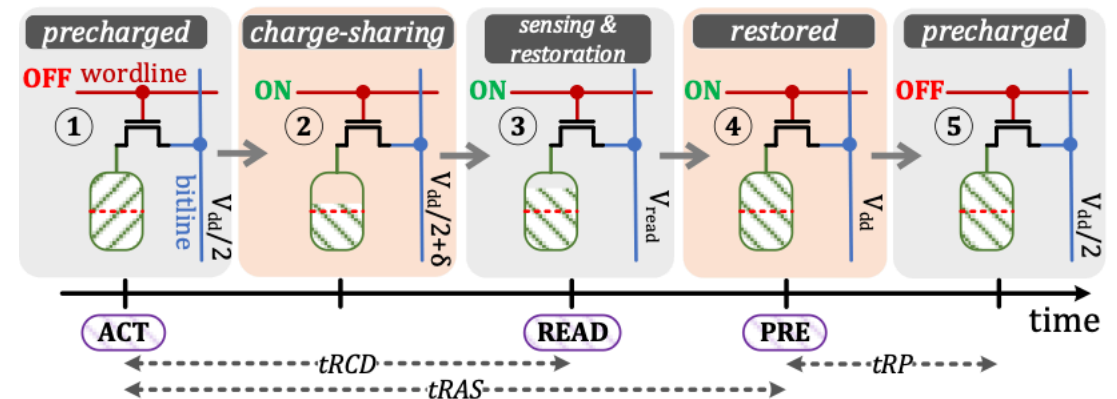 precharged
charge-sharing
sensing &
restoration
restored
precharged
OFF wordline
ON
ON
ON
OFF
1
2
3
4
5
bitline
Vdd/2
Vdd/2+δ
Vread
Vdd
Vdd/2
ACT
READ
PRE
time
tRCD
tRP
tRAS